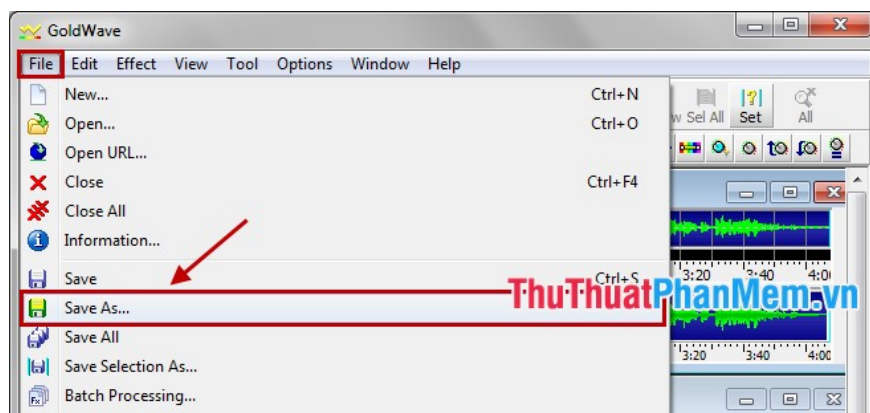 GoldWave
File Edit Effect View Tool Options Window Help
New... Ctrl+N
Open... Ctrl+O
Open URL...
Close Ctrl+F4
Close All
Information...
Save Ctrl+S
Save As...
Save All
Save Selection As...
Batch Processing...
w Sel All Set All
3:20 3:40 4:00
ThuThuatPhanMem.vn
3:20 3:40 4:00